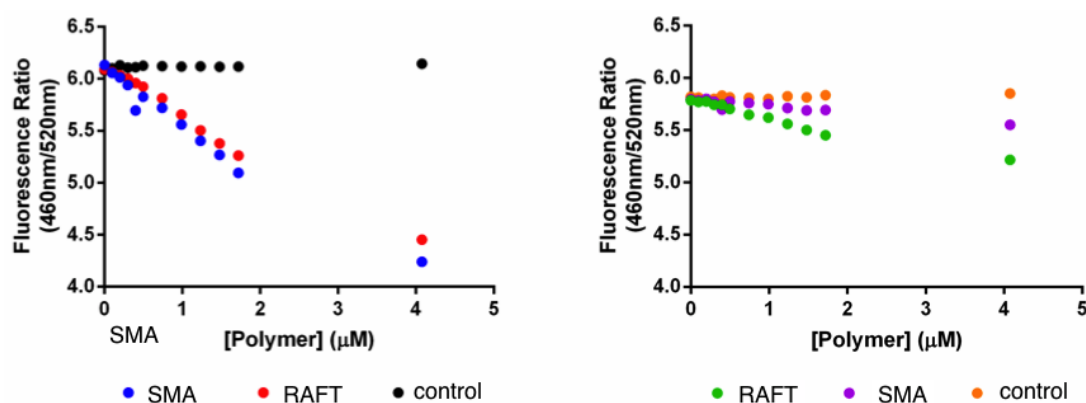 Fluorescence Ratio
(460nm/520nm)
6.5
6.0
5.5
5.0
4.5
4.0
0 1 2 3 4 5
SMA
[Polymer] (μM)
SMA RAFT control
Fluorescence Ratio
(460nm/520nm)
6.5
6.0
5.5
5.0
4.5
4.0
0 1 2 3 4 5
[Polymer] (μM)
RAFT SMA control